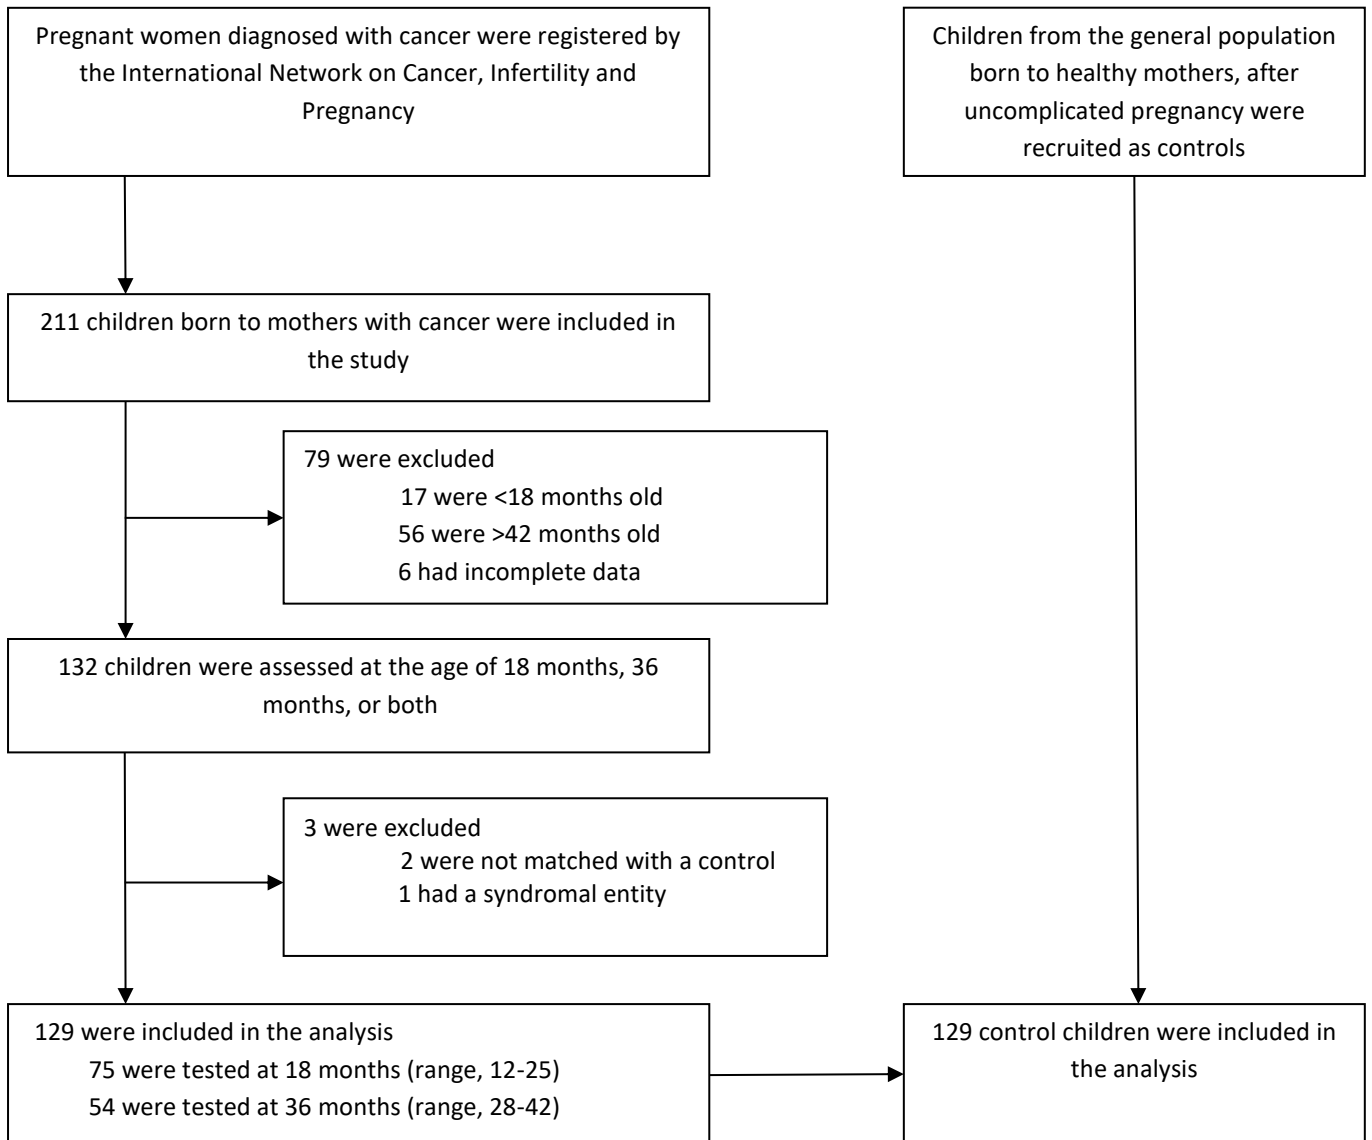 Pregnant women diagnosed with cancer were registered by
the International Network on Cancer, Infertility and
Pregnancy
Children from the general population
born to healthy mothers, after
uncomplicated pregnancy were
recruited as controls
211 children born to mothers with cancer were included in
the study
79 were excluded
17 were <18 months old
56 were >42 months old
6 had incomplete data
132 children were assessed at the age of 18 months, 36
months, or both
3 were excluded
2 were not matched with a control
1 had a syndromal entity
129 were included in the analysis
75 were tested at 18 months (range, 12-25)
54 were tested at 36 months (range, 28-42)
129 control children were included in
the analysis